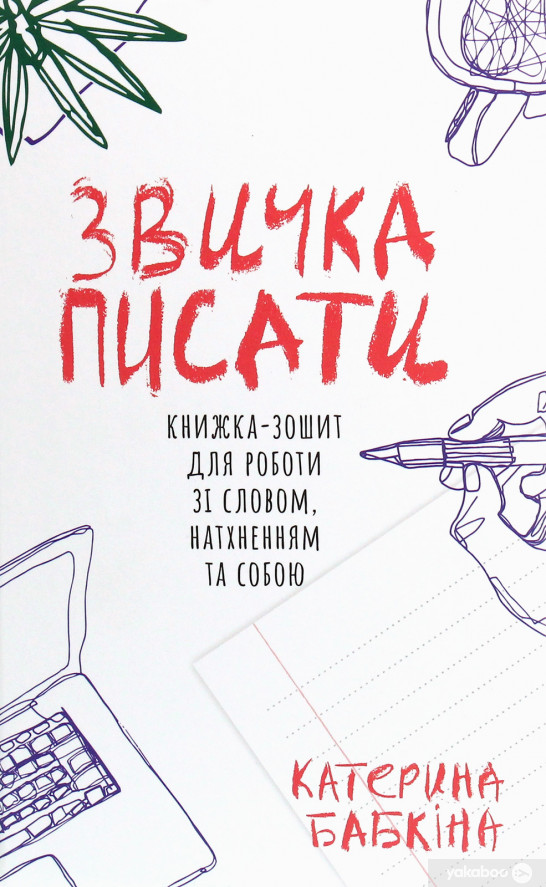 ЗВИЧКА
ПИСАТИ
КНИЖКА-ЗОШИТ
ДЛЯ РОБОТИ
ЗІ СЛОВОМ,
НАТХНЕННЯМ
ТА СОБОЮ
КАТЕРИНА
БАБКІНА
yakaboo